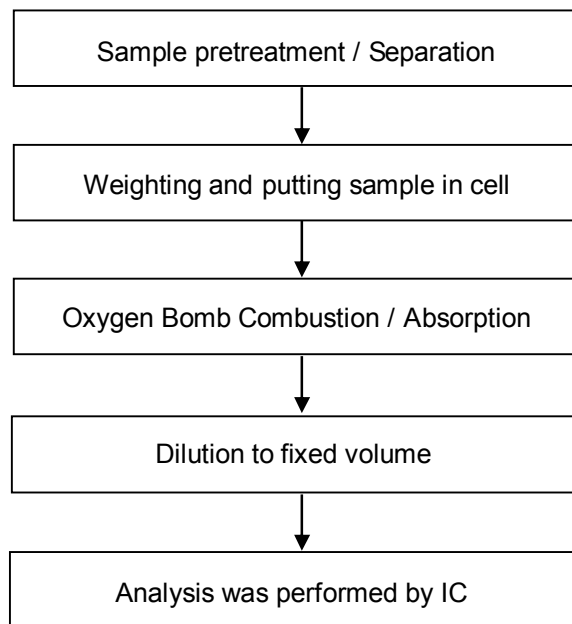 Sample pretreatment / Separation
Weighting and putting sample in cell
Oxygen Bomb Combustion / Absorption
Dilution to fixed volume
Analysis was performed by IC